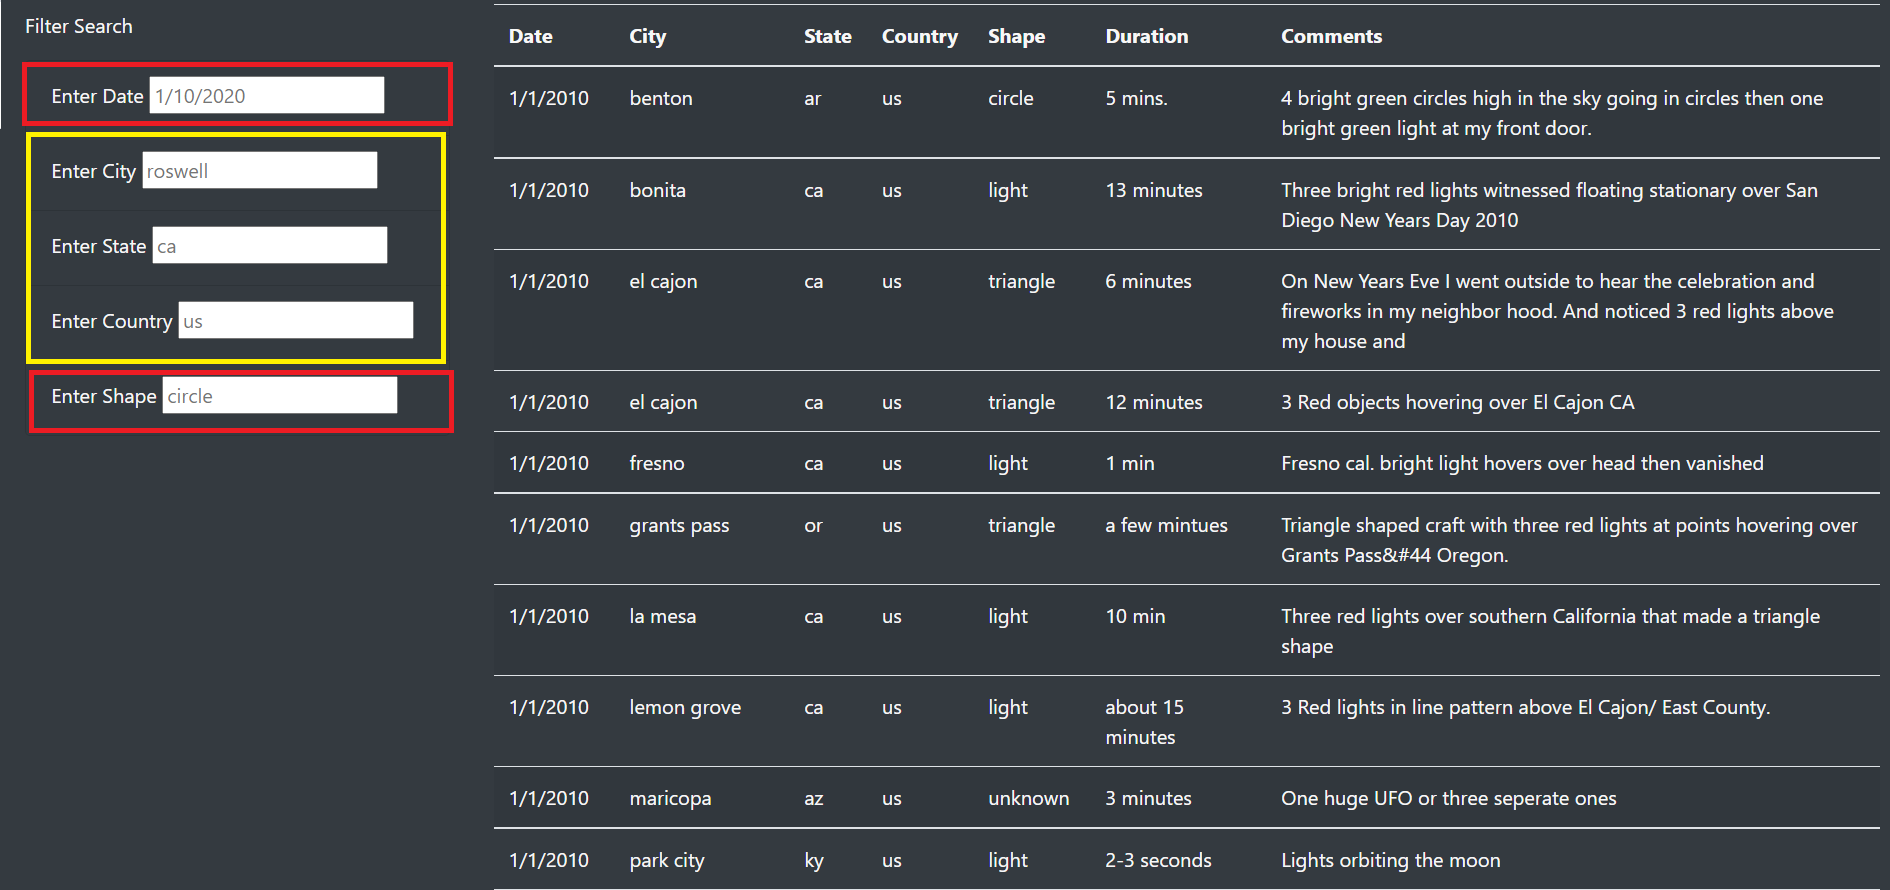 Filter Search
Enter Date 1/10/2020
Enter City roswell
Enter State ca
Enter Country us
Enter Shape circle
Date City State Country Shape Duration Comments
1/1/2010 benton ar us circle 5 mins. 4 bright green circles high in the sky going in circles then one
bright green light at my front door.
1/1/2010 bonita ca us light 13 minutes Three bright red lights witnessed floating stationary over San
Diego New Years Day 2010
1/1/2010 el cajon ca us triangle 6 minutes On New Years Eve I went outside to hear the celebration and
fireworks in my neighbor hood. And noticed 3 red lights above
my house and
1/1/2010 el cajon ca us triangle 12 minutes 3 Red objects hovering over El Cajon CA
1/1/2010 fresno ca us light 1 min Fresno cal. bright light hovers over head then vanished
1/1/2010 grants pass or us triangle a few mintues Triangle shaped craft with three red lights at points hovering over
Grants Pass&#44 Oregon.
1/1/2010 la mesa ca us light 10 min Three red lights over southern California that made a triangle
shape
1/1/2010 lemon grove ca us light about 15 3 Red lights in line pattern above El Cajon/ East County.
minutes
1/1/2010 maricopa az us unknown 3 minutes One huge UFO or three seperate ones
1/1/2010 park city ky us light 2-3 seconds Lights orbiting the moon